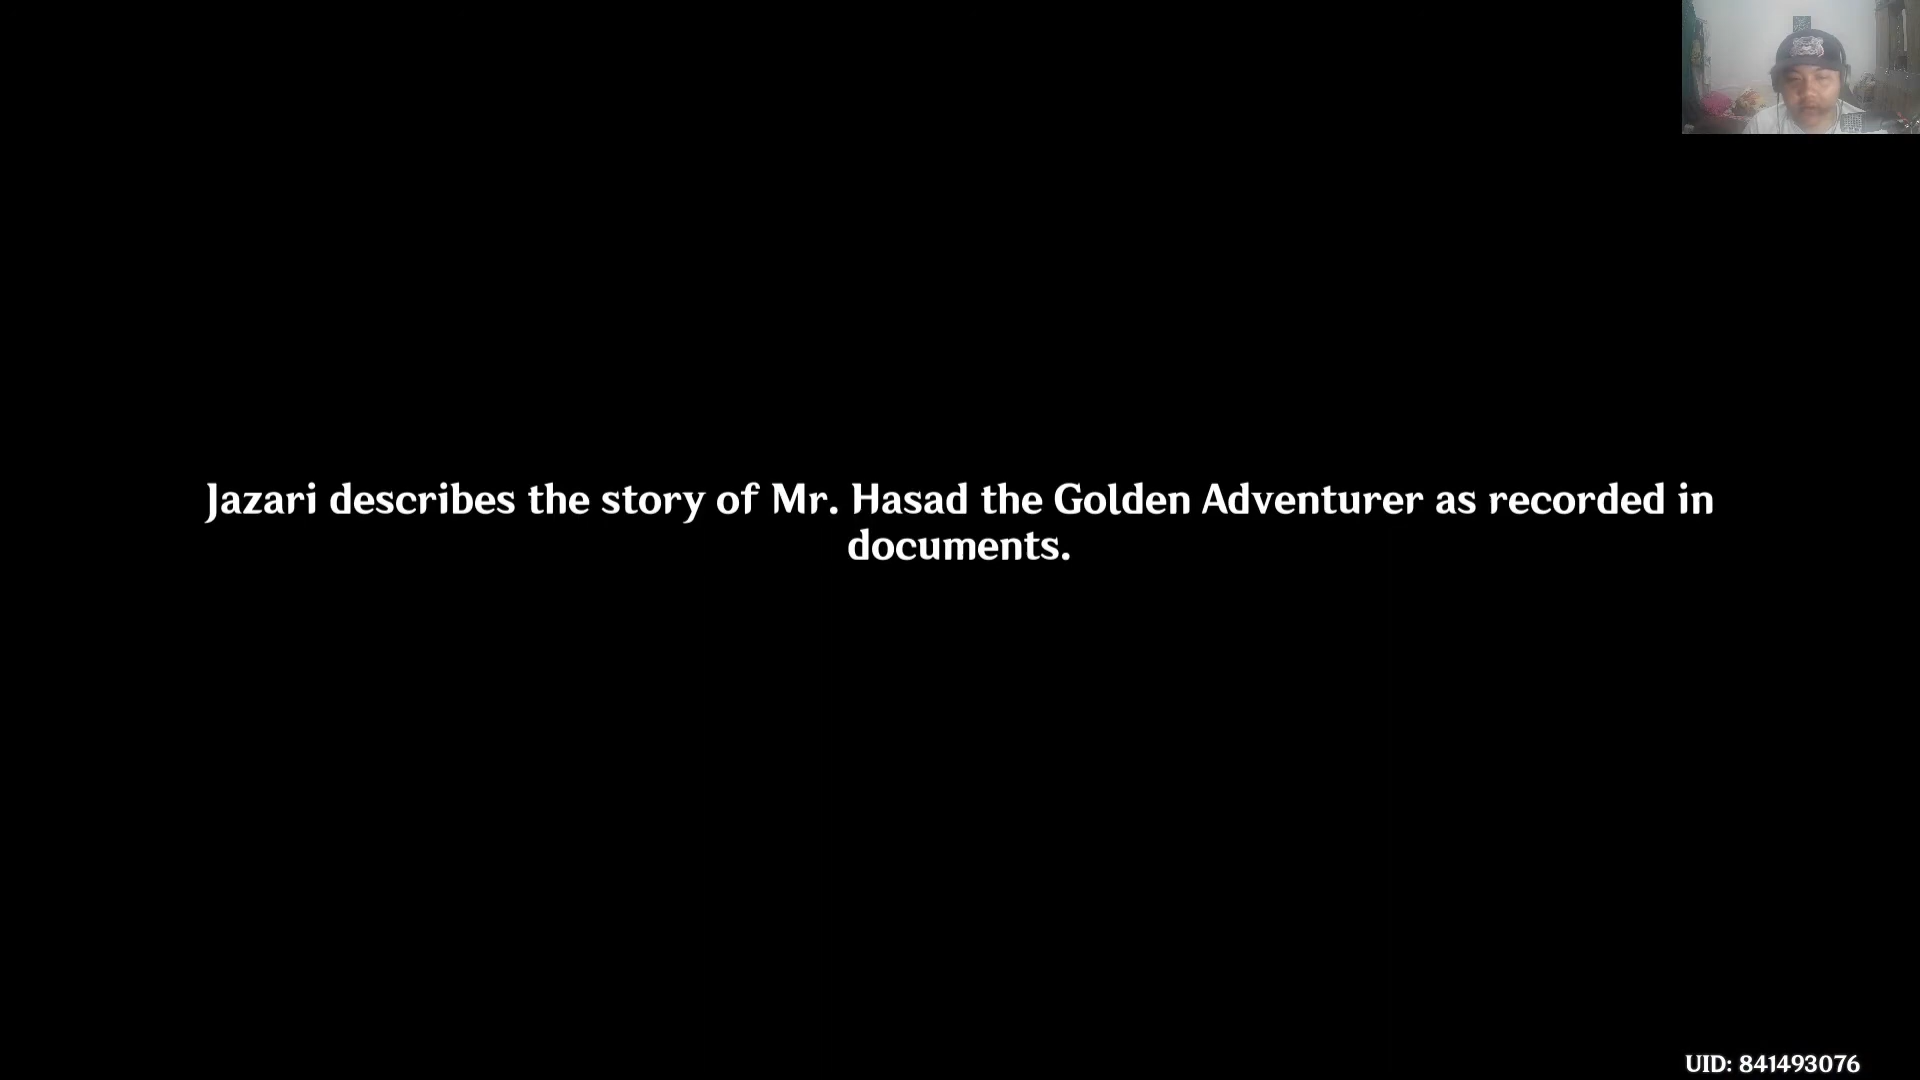 Jazari describes the story of Mr. Hasad the Golden Adventurer as recorded in
documents.
UID: 841493076